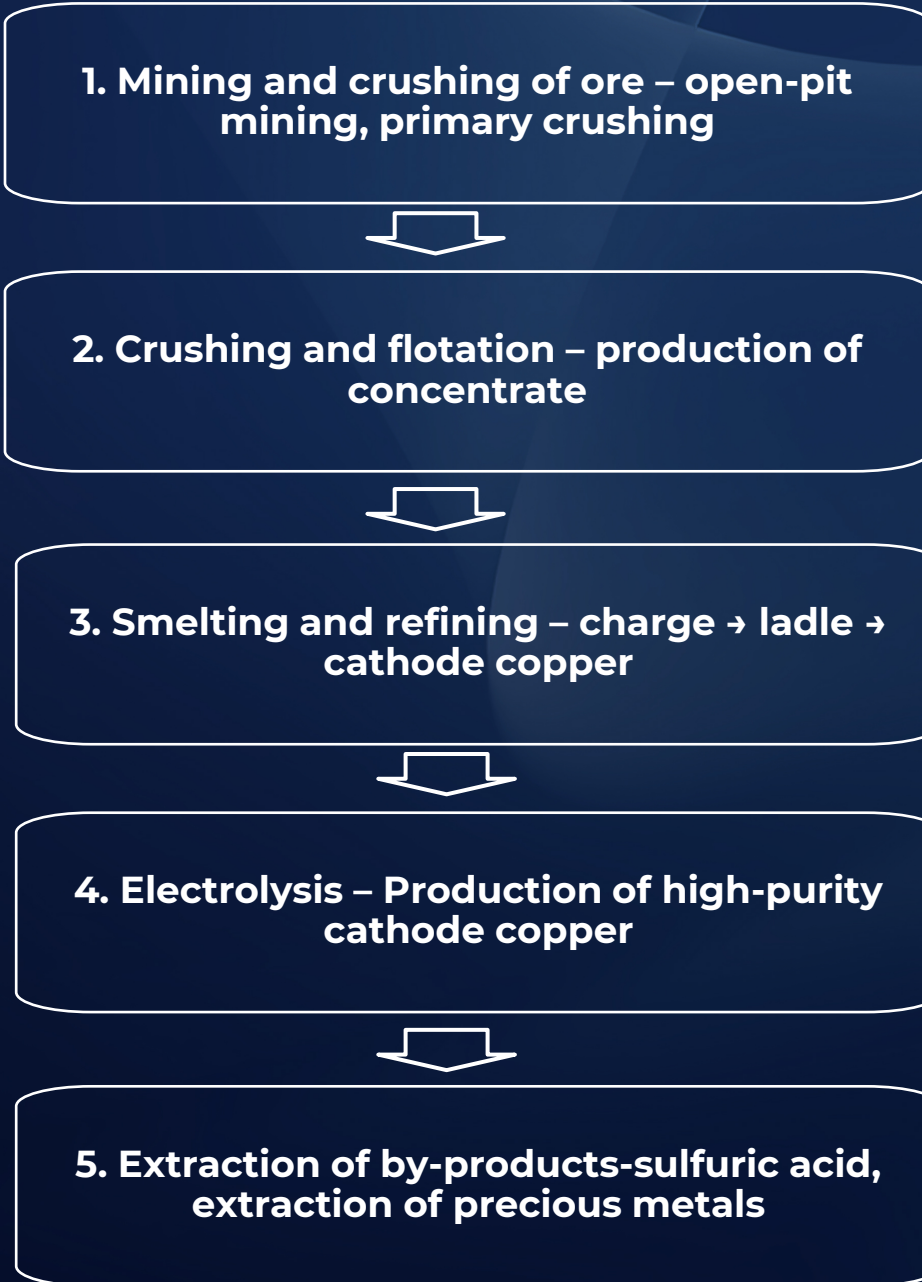 1. Mining and crushing of ore – open-pit
mining, primary crushing
2. Crushing and flotation – production of
concentrate
3. Smelting and refining – charge → ladle →
cathode copper
4. Electrolysis – Production of high-purity
cathode copper
5. Extraction of by-products-sulfuric acid,
extraction of precious metals